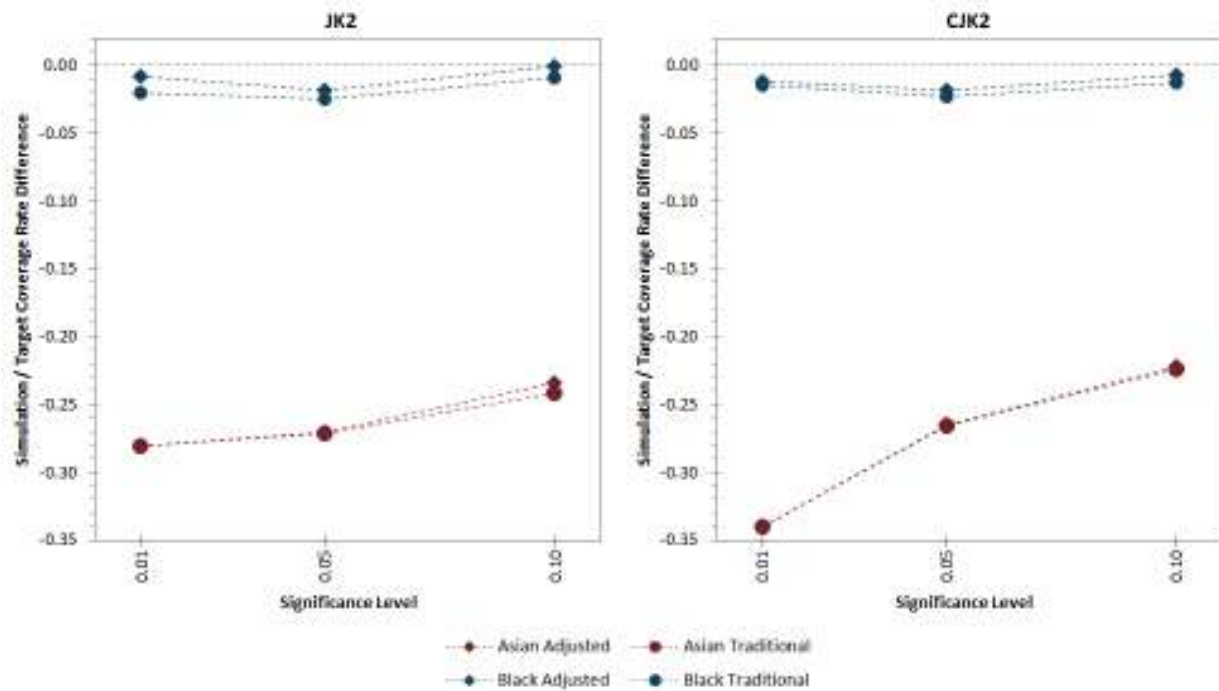 JK2
CJK2
Simulation / Target Coverage Rate Difference
0.00
-0.05
-0.10
-0.15
-0.20
-0.25
-0.30
-0.35
0.01
0.05
0.10
Significance Level
Simulation / Target Coverage Rate Difference
0.00
-0.05
-0.10
-0.15
-0.20
-0.25
-0.30
-0.35
0.01
0.05
0.10
Significance Level
Asian Adjusted
Asian Traditional
Black Adjusted
Black Traditional